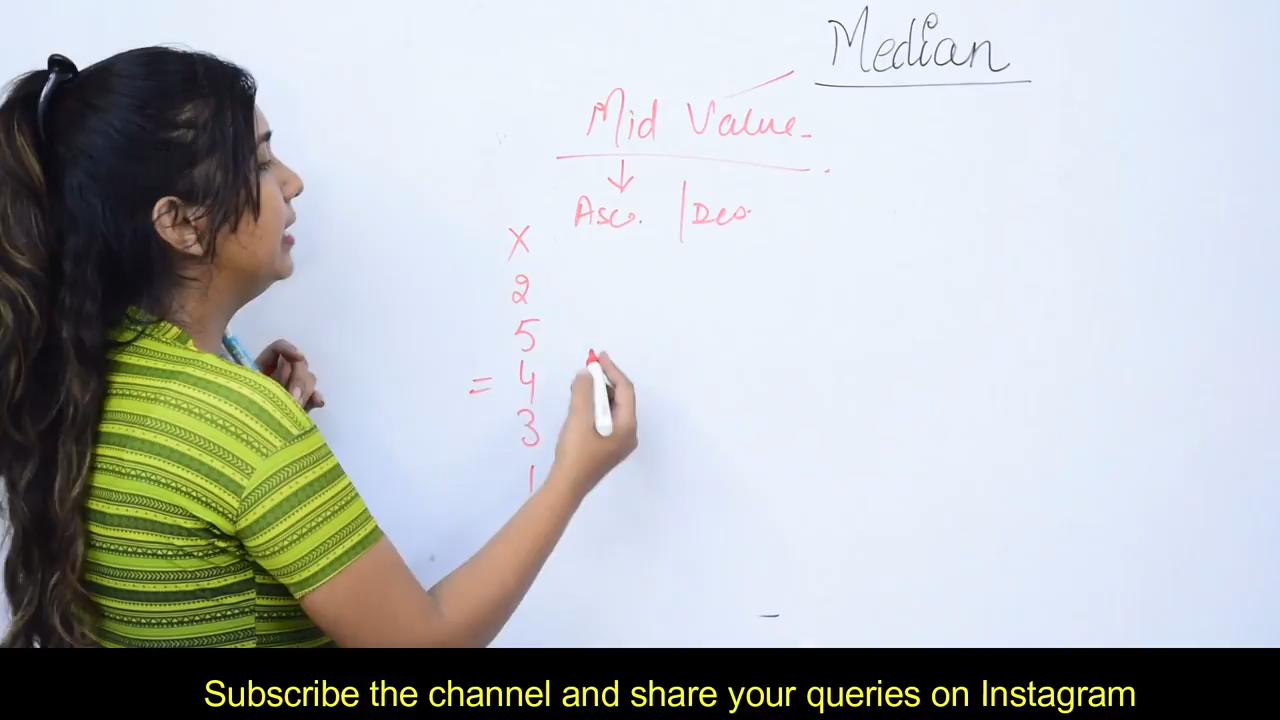 Median
Mid Value
Asc. | Des.
X
2
5
= 4
3
1
Subscribe the channel and share your queries on Instagram